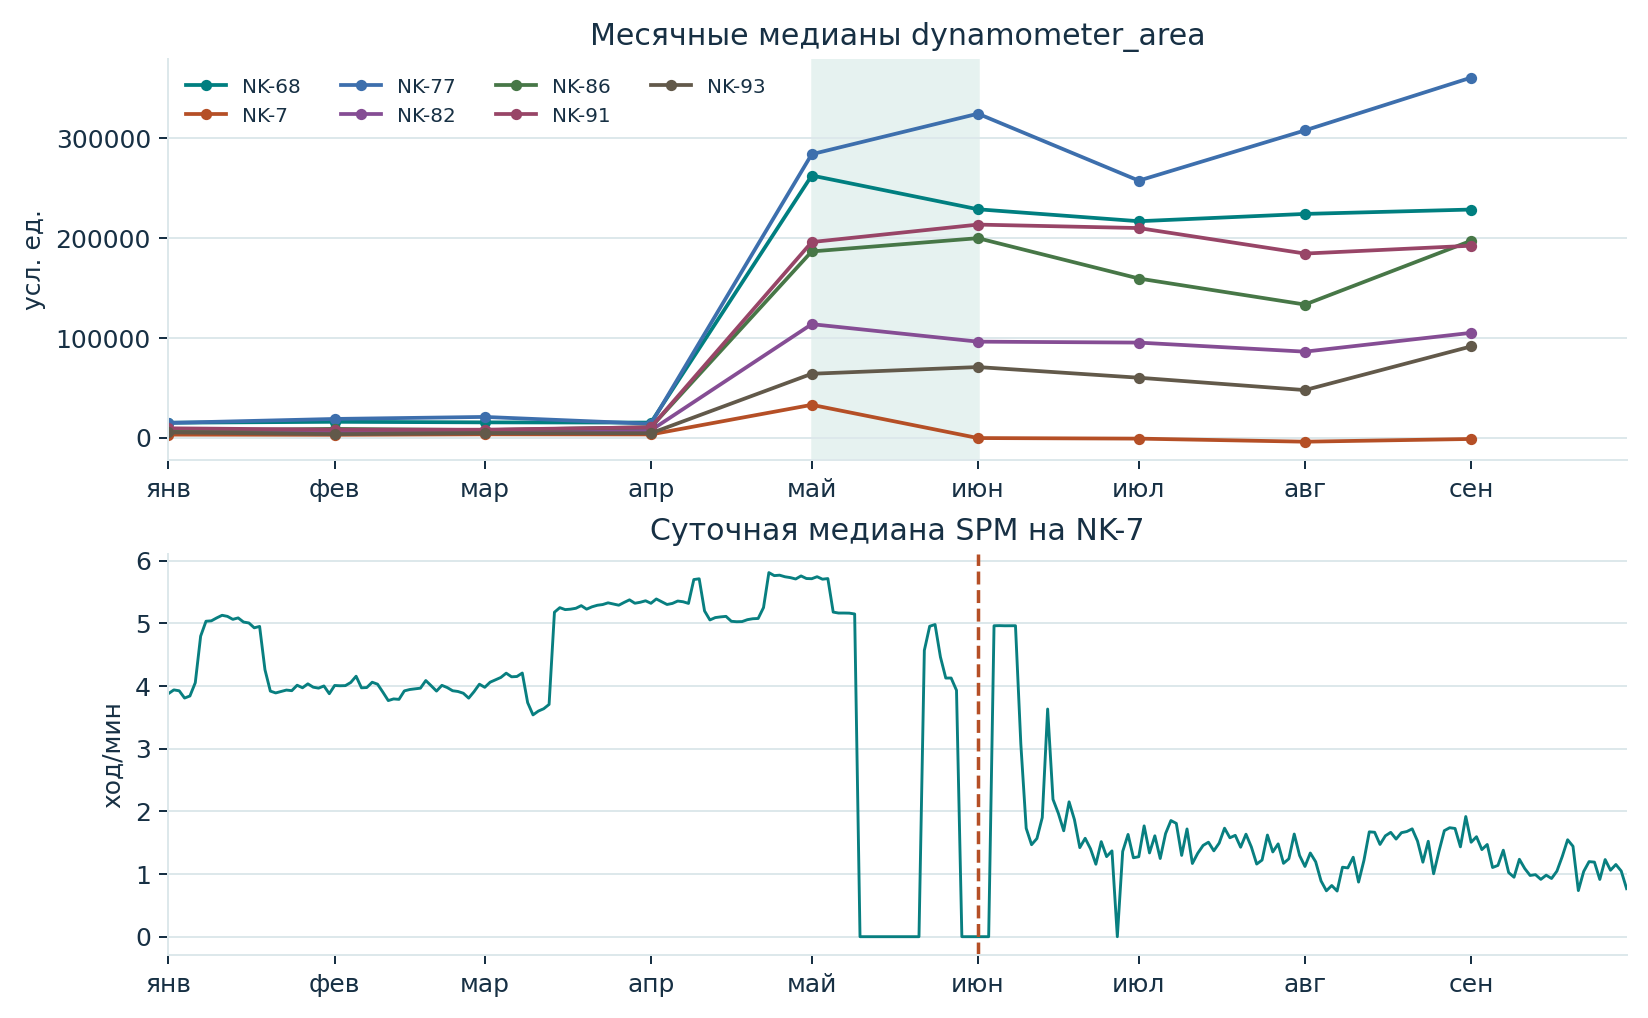 Месячные медианы dynamometer_area
NK-68 NK-77 NK-86 NK-93
NK-7 NK-82 NK-91
усл. ед.
300000
200000
100000
0
янв фев мар апр май июн июл авг сен
Суточная медиана SPM на NK-7
ход/мин
6
5
4
3
2
1
0
янв фев мар апр май июн июл авг сен